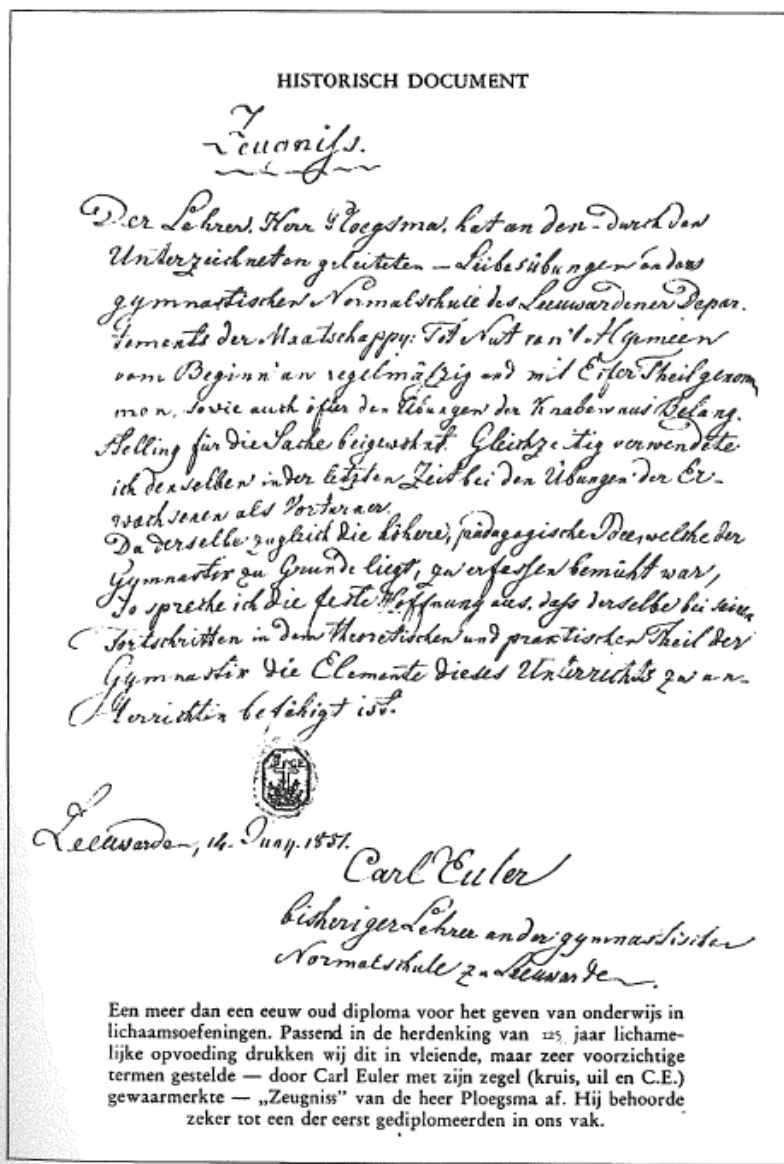 HISTORISCH DOCUMENT
Zeugniss.
Der Lehrer, Herr Ploegsma, hat an den - durch den
Unterzeichneten geleiteten - Leibesübungen an der
gymnastischen Normalschule des Leeuwardener Depar-
tements der Maatschappy: Tot Nut van 't Algemeen
vom Beginn an regelmäßig und mit Eifer Theil genom-
men, sowie auch öfter den Übungen der Knaben aus Belang-
stelling für die Sache beigewohnt. Gleichzeitig verwendete
ich denselben in der letzten Zeit bei den Übungen der Er-
wachsenen als Vorturner.
Da derselbe zugleich die höhere, pädagogische Idee, welche der
Gymnastik zu Grunde liegt, zu erfassen bemüht war,
so spreche ich die feste Hoffnung aus, dass derselbe bei seinen
Fortschritten in dem theoretischen und praktischen Theil der
Gymnastik die Elemente dieses Unterrichts zu un-
terrichten befähigt ist.
C.E.
Leeuwarden, 14. Juny. 1851.
Carl Euler
bisheriger Lehrer an der gymnastischen
Normalschule zu Leeuwarden.
Een meer dan een eeuw oud diploma voor het geven van onderwijs in
lichaamsoefeningen. Passend in de herdenking van 125 jaar lichame-
lijke opvoeding drukken wij dit in vleiende, maar zeer voorzichtige
termen gestelde — door Carl Euler met zijn zegel (kruis, uil en C.E.)
gewaarmerkte — „Zeugniss” van de heer Ploegsma af. Hij behoorde
zeker tot een der eerst gediplomeerden in ons vak.